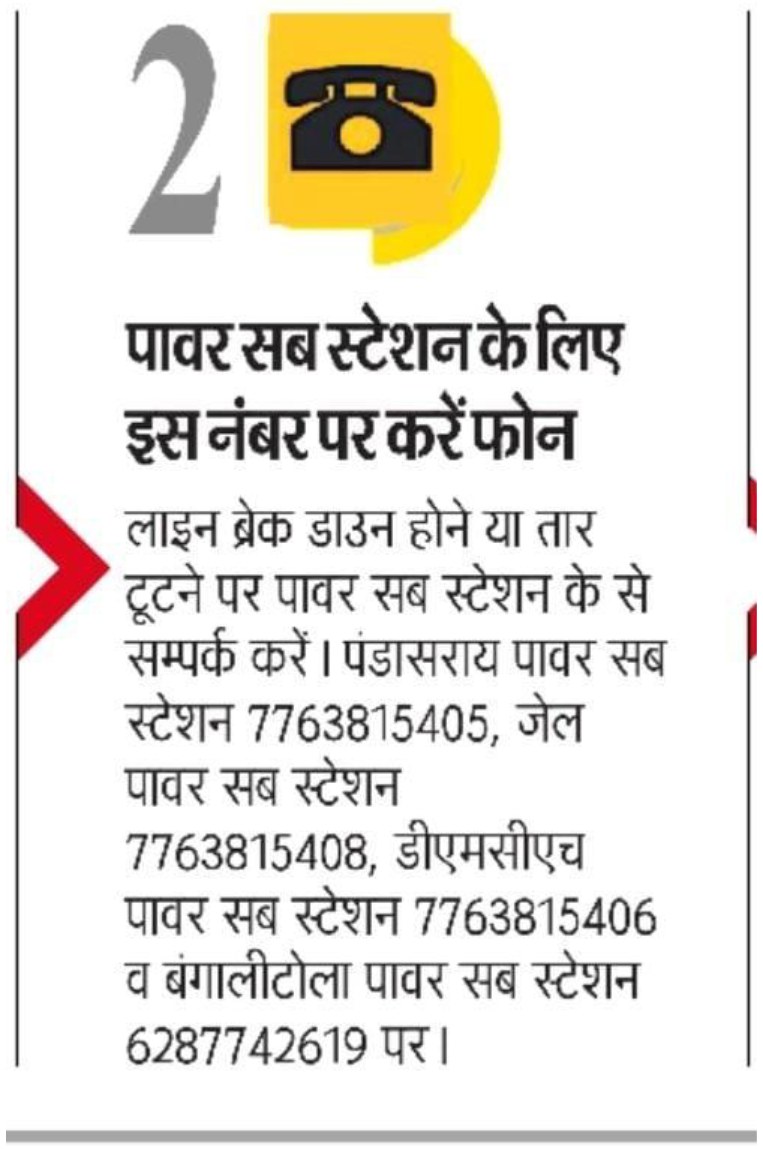 2
पावर सब स्टेशन के लिए
इस नंबर पर करें फोन
लाइन ब्रेक डाउन होने या तार
टूटने पर पावर सब स्टेशन के से
सम्पर्क करें। पंडासराय पावर सब
स्टेशन 7763815405, जेल
पावर सब स्टेशन
7763815408, डीएमसीएच
पावर सब स्टेशन 7763815406
व बंगालीटोला पावर सब स्टेशन
6287742619 पर।